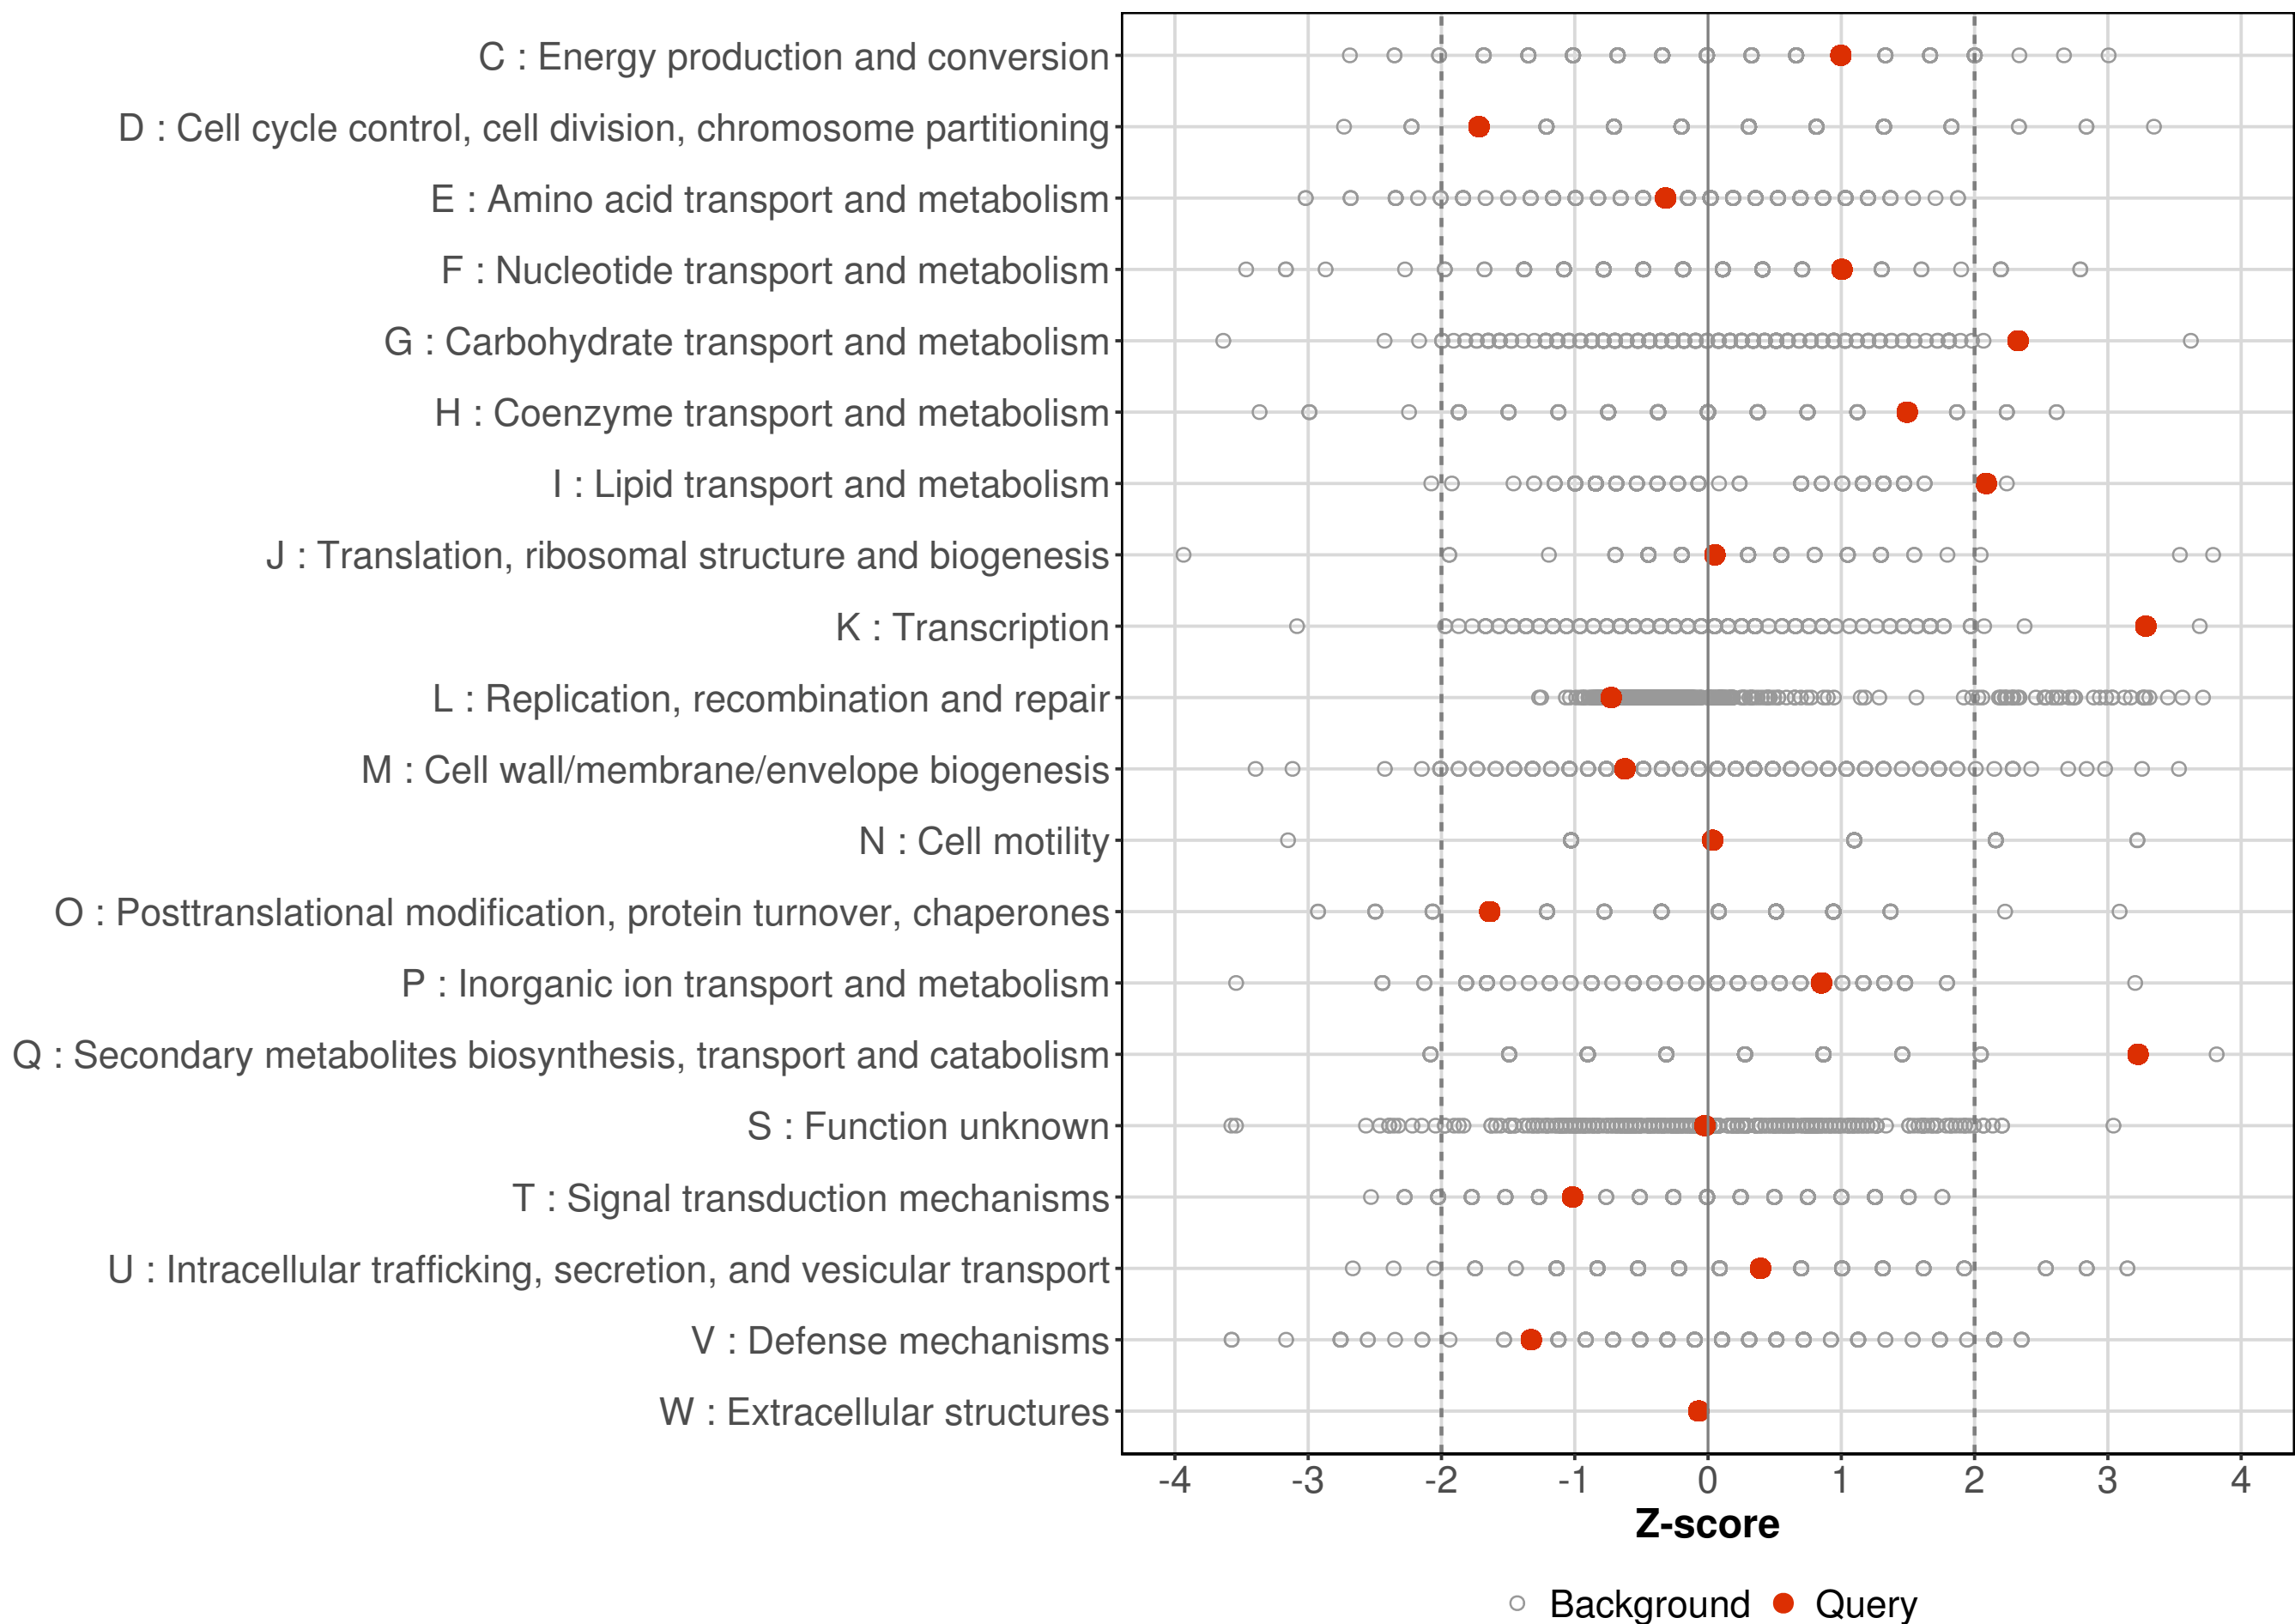 C : Energy production and conversion
D : Cell cycle control, cell division, chromosome partitioning
E : Amino acid transport and metabolism
F : Nucleotide transport and metabolism
G : Carbohydrate transport and metabolism
H : Coenzyme transport and metabolism
I : Lipid transport and metabolism
J : Translation, ribosomal structure and biogenesis
K : Transcription
L : Replication, recombination and repair
M : Cell wall/membrane/envelope biogenesis
N : Cell motility
O : Posttranslational modification, protein turnover, chaperones
P : Inorganic ion transport and metabolism
Q : Secondary metabolites biosynthesis, transport and catabolism
S : Function unknown
T : Signal transduction mechanisms
U : Intracellular trafficking, secretion, and vesicular transport
V : Defense mechanisms
W : Extracellular structures
-4 -3 -2 -1 0 1 2 3 4
Z-score
Background Query